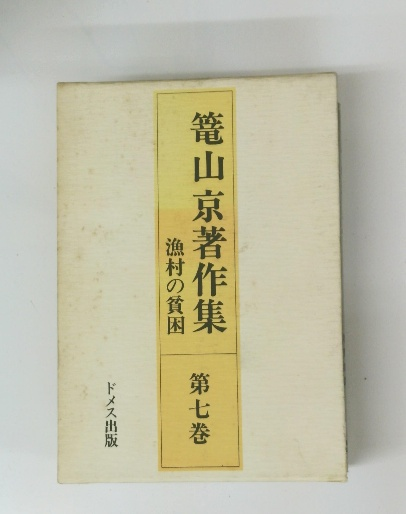 篭山京著作集
漁村の貧困
第七巻
ドメス出版